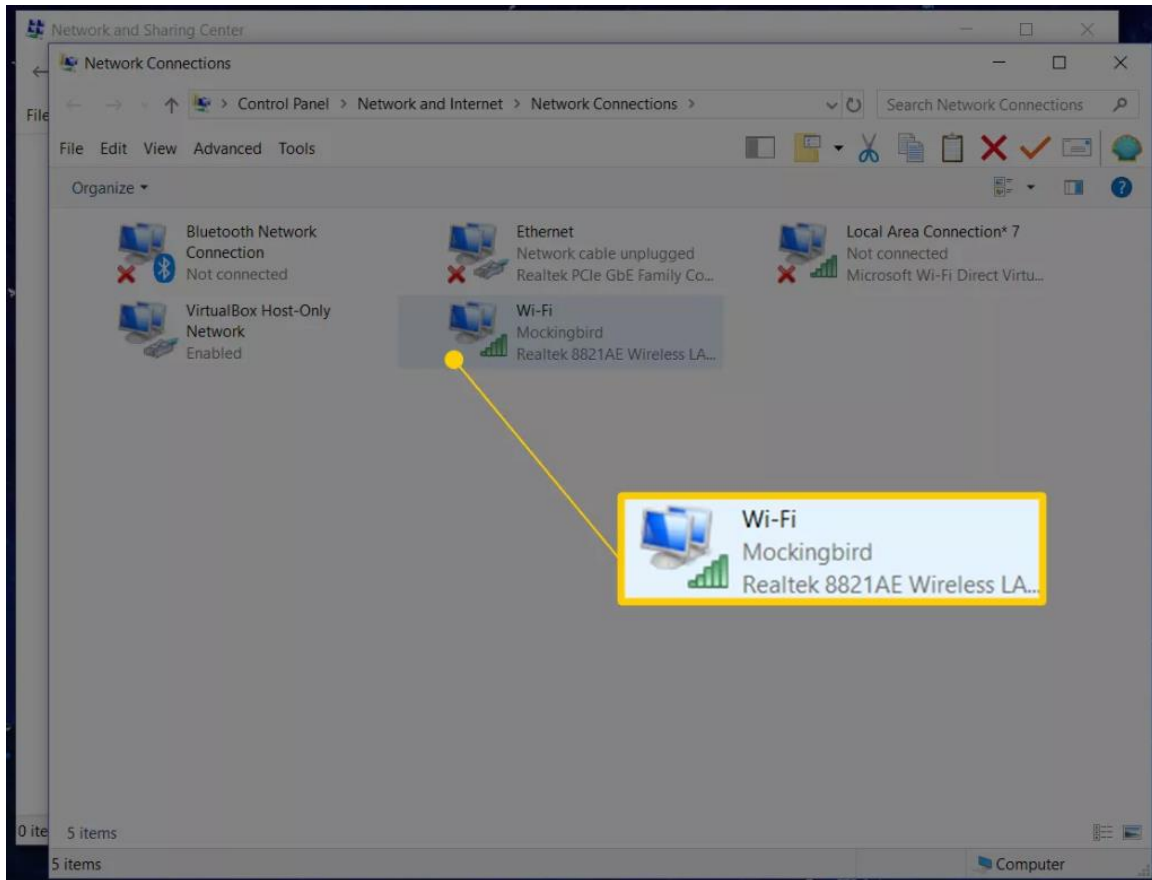 Network and Sharing Center
Network Connections
Control Panel > Network and Internet > Network Connections >
Search Network Connections
File
File Edit View Advanced Tools
Organize
Bluetooth Network
Connection
Not connected
Ethernet
Network cable unplugged
Realtek PCIe GbE Family Co...
Local Area Connection* 7
Not connected
Microsoft Wi-Fi Direct Virtu...
VirtualBox Host-Only
Network
Enabled
Wi-Fi
Mockingbird
Realtek 8821AE Wireless LA...
Wi-Fi
Mockingbird
Realtek 8821AE Wireless LA...
0 ite
5 items
5 items
Computer